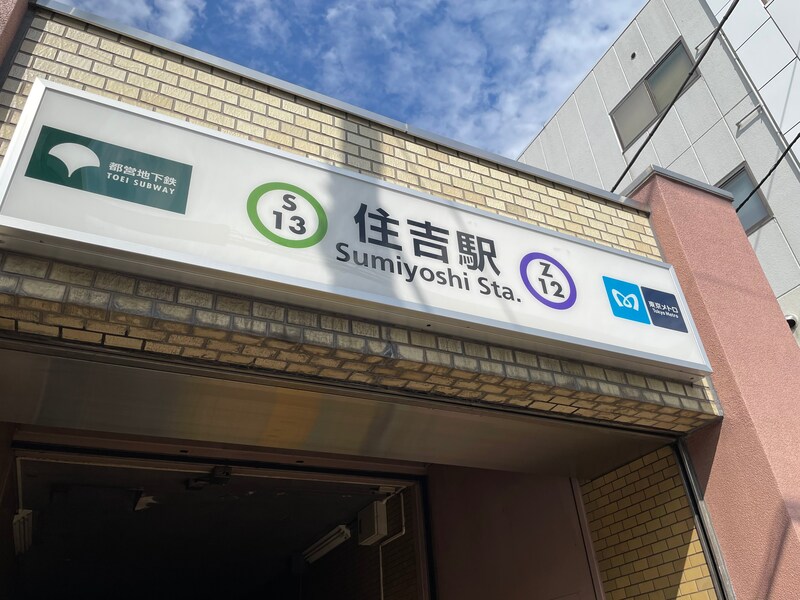 都営地下鉄
TOEI SUBWAY
S
13
住吉駅
Sumiyoshi Sta.
Z
12
東京メトロ
Tokyo Metro